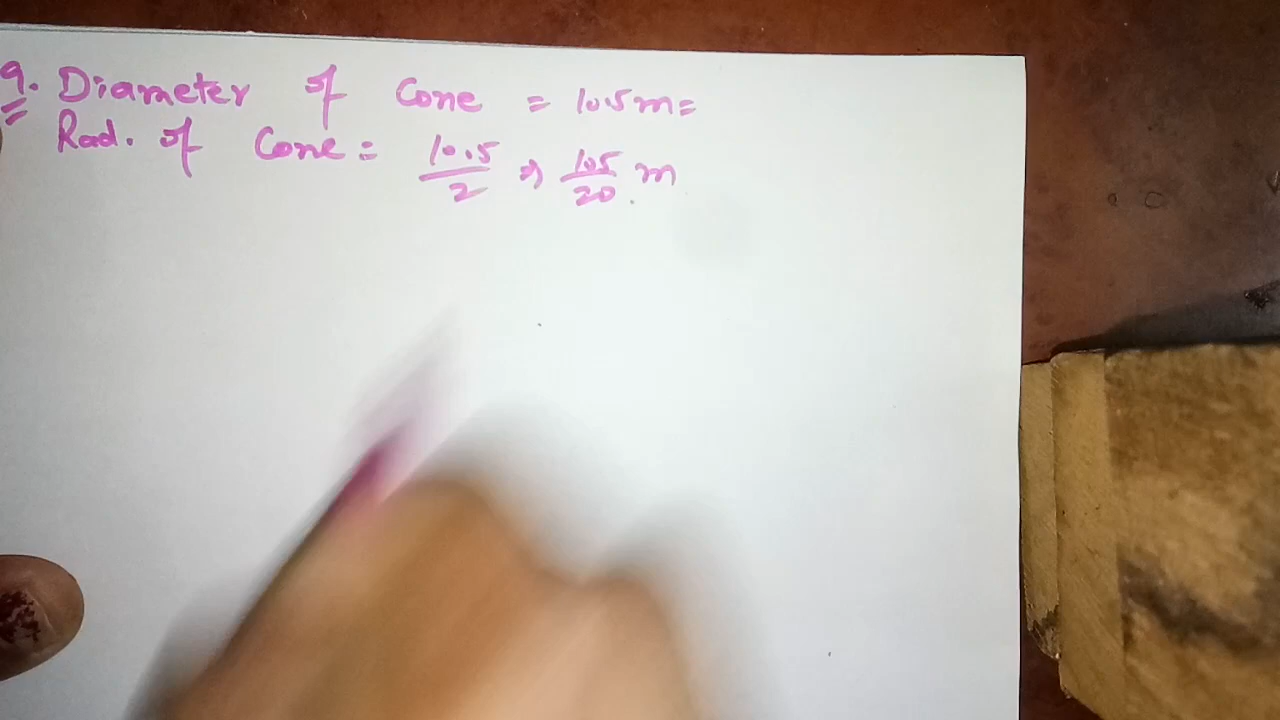 9. Diameter of Cone = 10.5m=
Rad. of Cone = 10.5/2 ⇒ 105/20 m